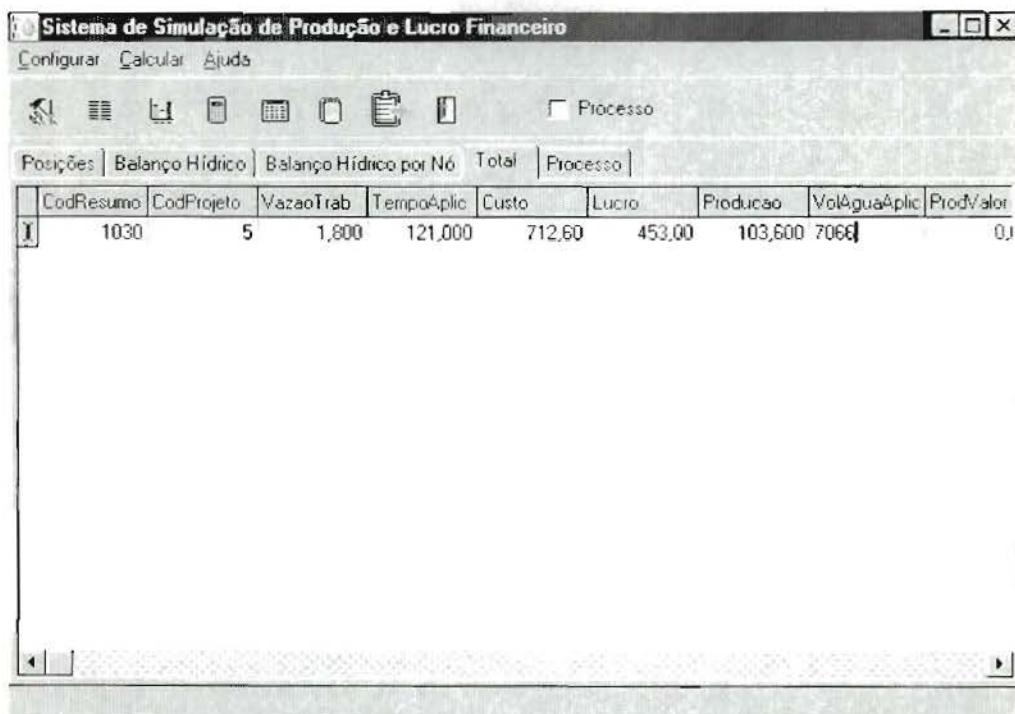 Sistema de Simulação de Produção e Lucro Financeiro
Configurar Calcular Ajuda
Processo
Posições Balanço Hídrico Balanço Hídrico por Nó Total Processo
CodResumo CodProjeto VazaoTrab TempoAplic Custo Lucro Producao VolAguaAplic ProdValor
1030 5 1,800 121,000 712,60 453,00 103,600 7066